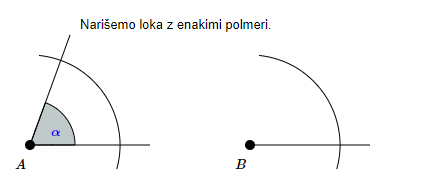 Narišemo loka z enakimi polmeri.
α
A
B